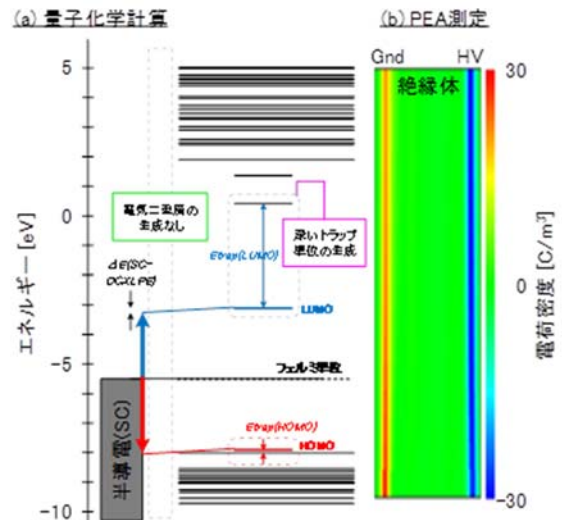 (a) 量子化学計算
(b) PEA測定
Gnd
HV
絶縁体
5
0
-5
-10
エネルギー [eV]
電気二重層の
生成なし
深いトラップ
準位の生成
Etrap(LUMO)
ΔE(SC-
LUMO
フェルミ準位
Etrap(HOMO)
HOMO
半導電(SC)
30
0
-30
電荷密度 [C/m³]